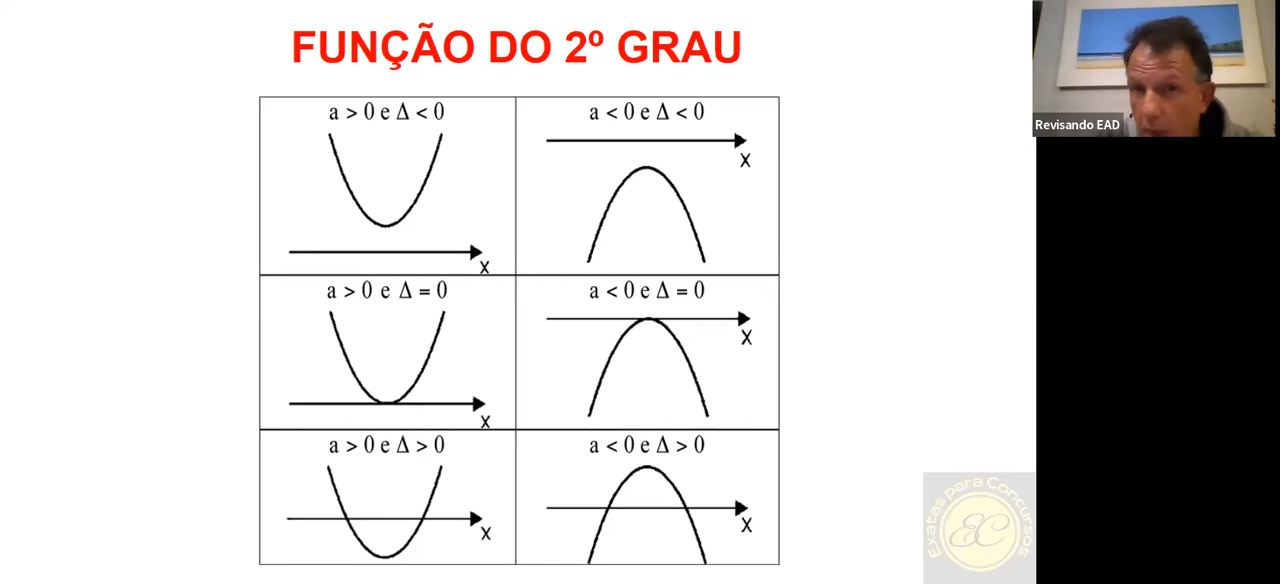 FUNÇÃO DO 2º GRAU
a > 0 e Δ < 0
a < 0 e Δ < 0
X
X
a > 0 e Δ = 0
a < 0 e Δ = 0
X
X
a > 0 e Δ > 0
a < 0 e Δ > 0
X
X
Revisando EAD
Exatas para Concursos
EC